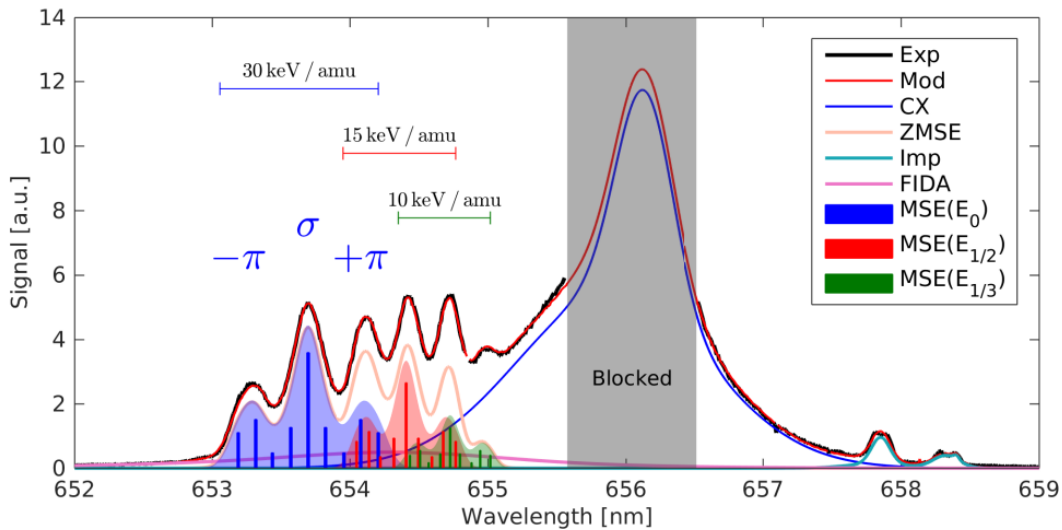 14
12
10
8
6
4
2
0
Signal [a.u.]
30 keV / amu
15 keV / amu
10 keV / amu
−π
σ
+π
Blocked
Exp
Mod
CX
ZMSE
Imp
FIDA
MSE(E₀)
MSE(E₁/₂)
MSE(E₁/₃)
652 653 654 655 656 657 658 659
Wavelength [nm]